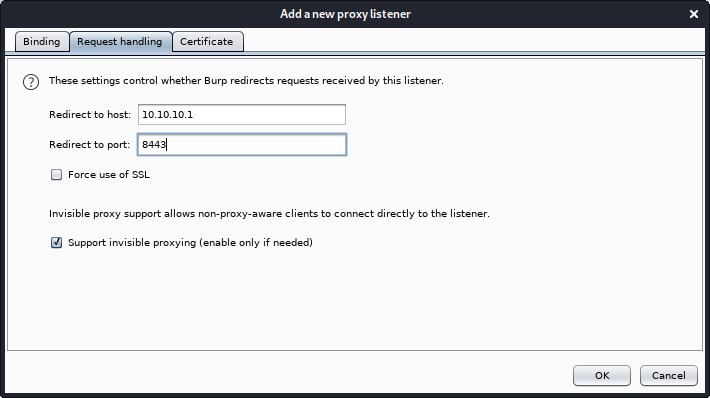 Add a new proxy listener
Binding Request handling Certificate
These settings control whether Burp redirects requests received by this listener.
Redirect to host: 10.10.10.1
Redirect to port: 8443
Force use of SSL
Invisible proxy support allows non-proxy-aware clients to connect directly to the listener.
Support invisible proxying (enable only if needed)
OK Cancel